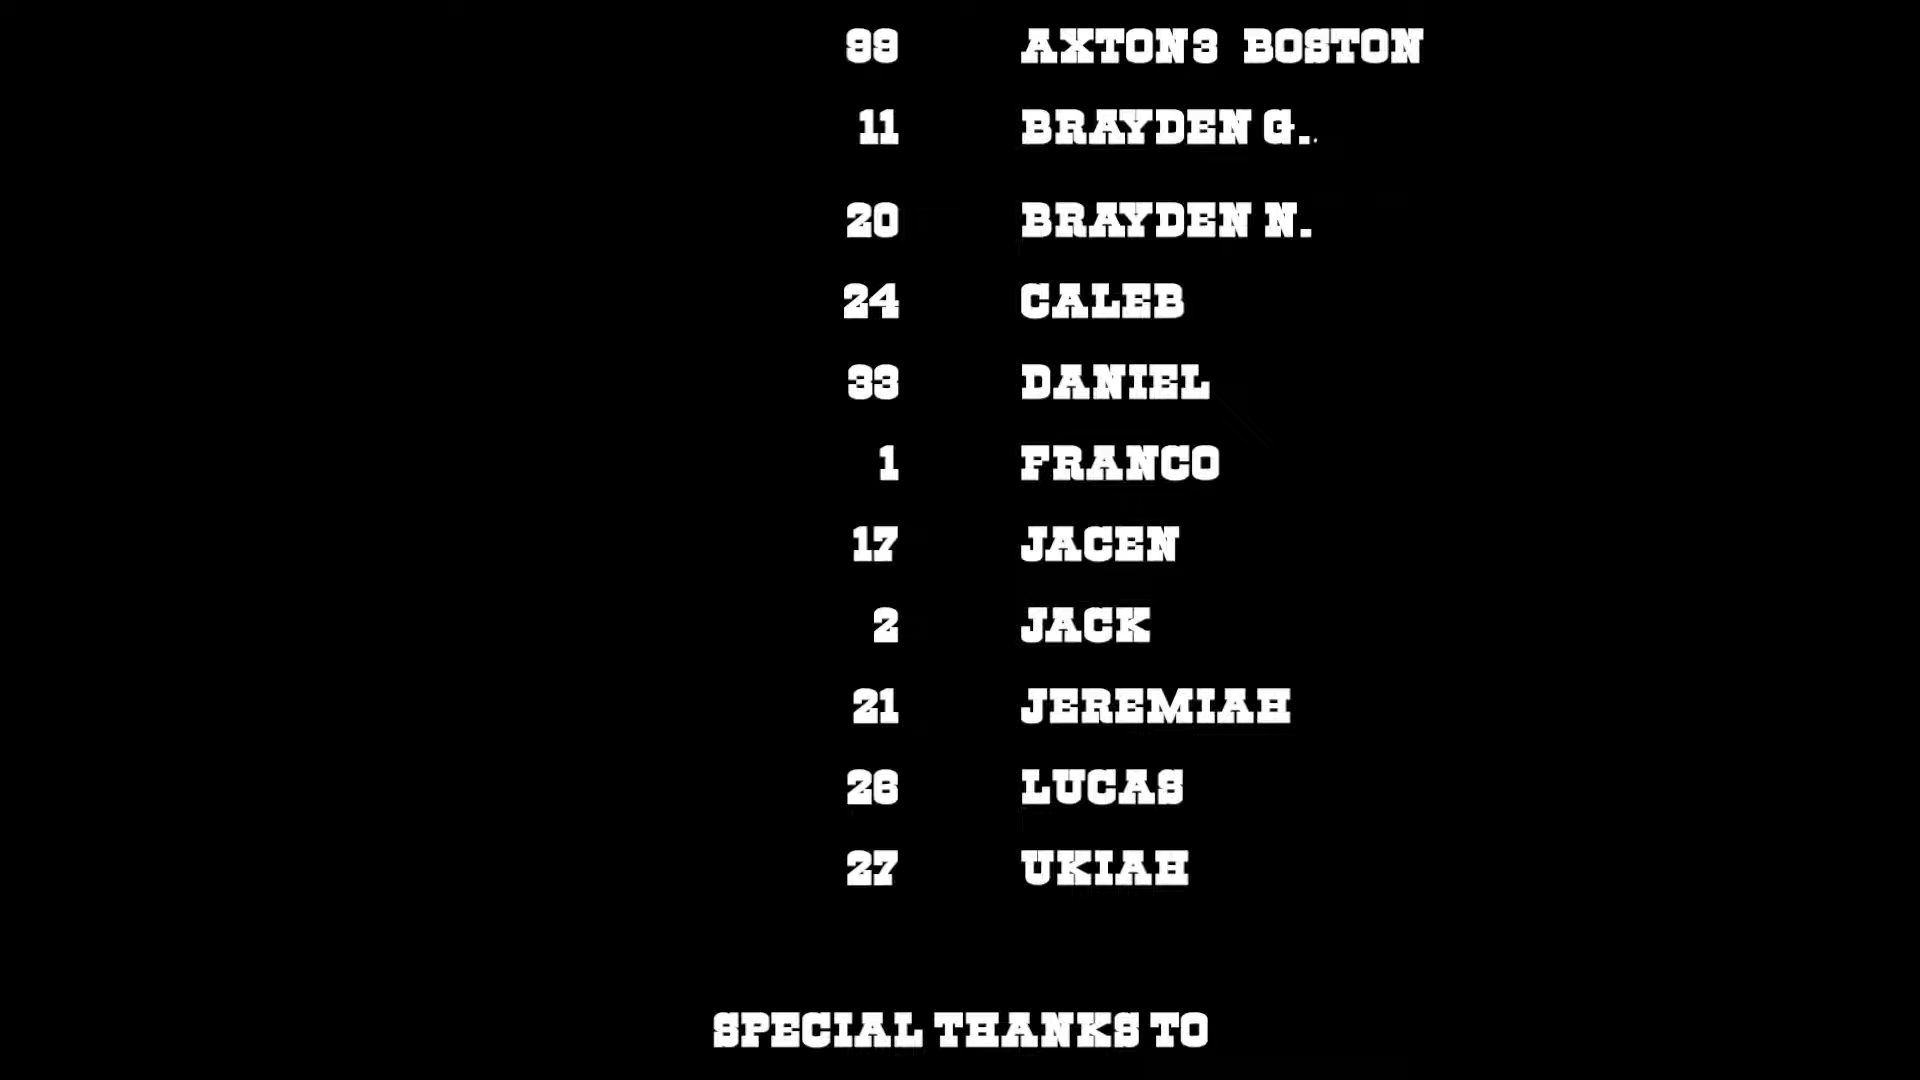 99 AXTON3 BOSTON
11 BRAYDEN G..
20 BRAYDEN N.
24 CALEB
33 DANIEL
1 FRANCO
17 JACEN
2 JACK
21 JEREMIAH
26 LUCAS
27 UKIAH
SPECIAL THANKS TO